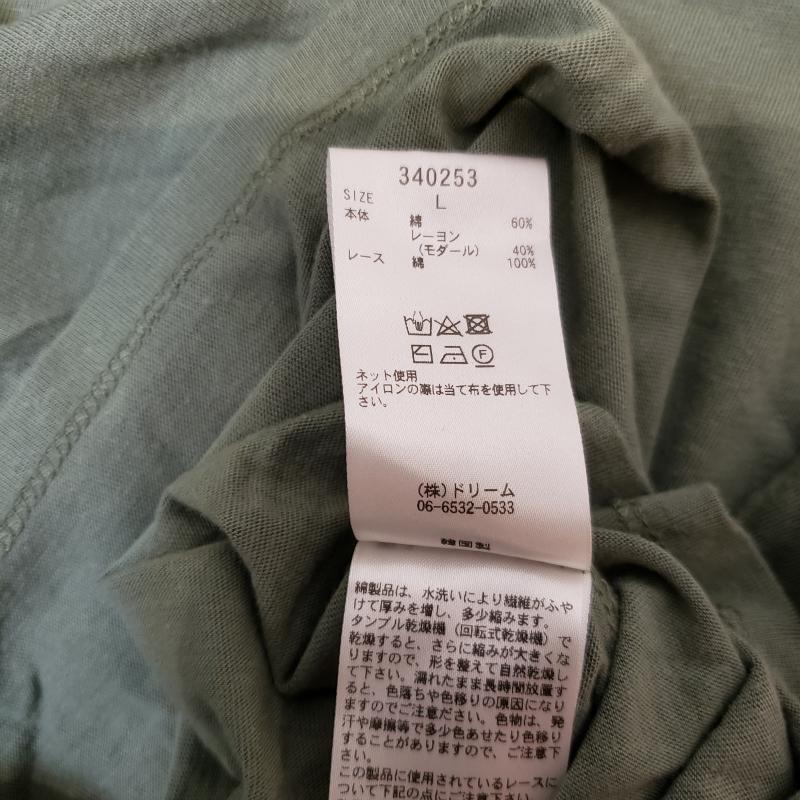 340253
SIZE L
本体 綿 60%
レーヨン
(モダール) 40%
レース 綿 100%
F
ネット使用
アイロンの際は当て布を使用して下
さい。
(株)ドリーム
06-6532-0533
綿製品は、水洗いにより繊維がふや
けて厚みを増し、多少縮みます。
タンブル乾燥機(回転式乾燥機)で
乾燥すると、さらに縮みが大きくな
りますので、形を整えて自然乾燥し
て下さい。濡れたまま長時間放置す
ると、色落ちや色移りの原因になり
ますのでご注意ください。色物は、発
汗や摩擦等で多少色あせたり色移り
することがありますので、ご注意下
さい。
この製品に使用されているレースに
ついて下記の点にご注意下さい。